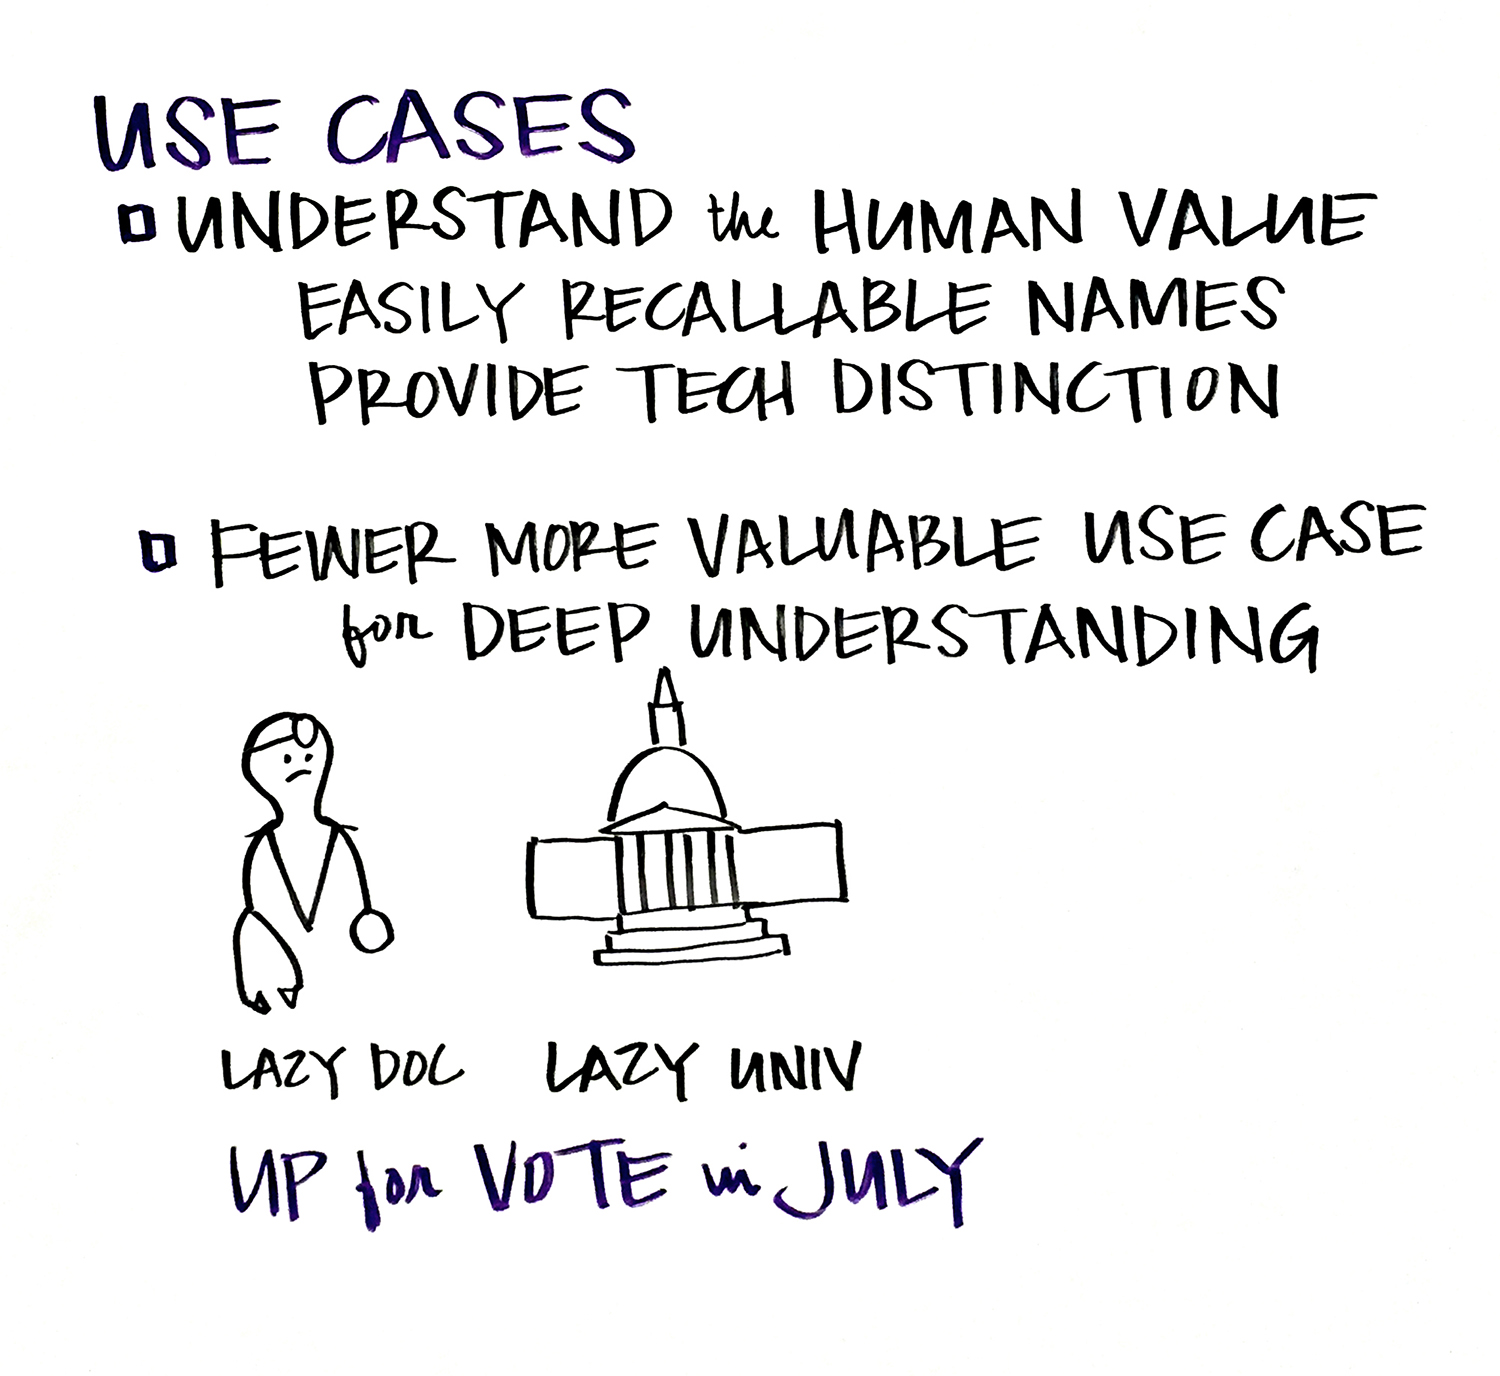 USE CASES
UNDERSTAND the HUMAN VALUE
EASILY RECALLABLE NAMES
PROVIDE TECH DISTINCTION
FEWER MORE VALUABLE USE CASE
for DEEP UNDERSTANDING
LAZY DOC LAZY UNIV
UP for VOTE in JULY